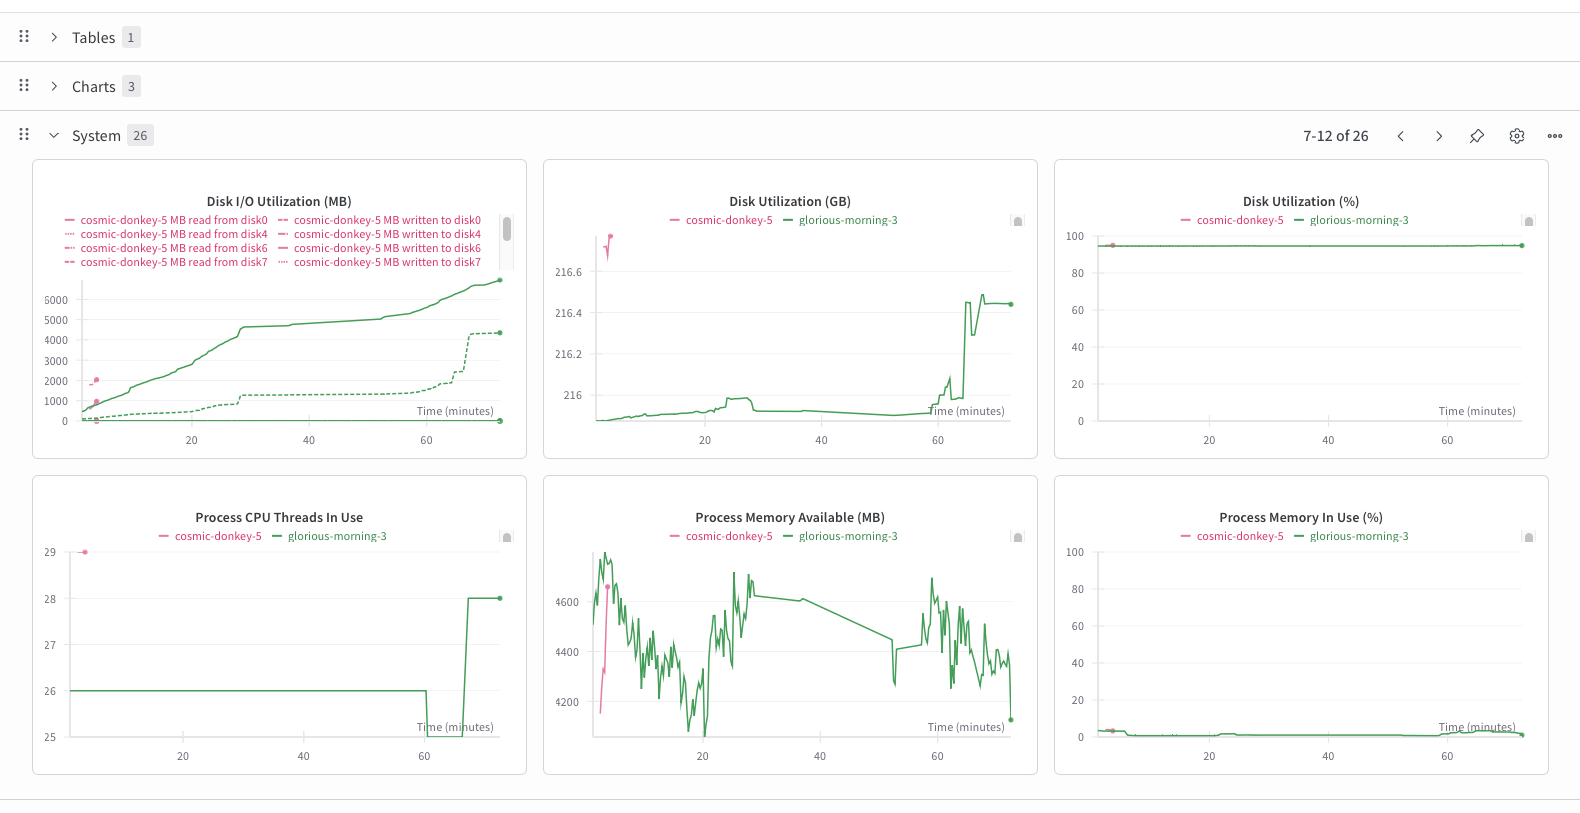 Tables 1
Charts 3
System 26
7-12 of 26
Disk I/O Utilization (MB)
cosmic-donkey-5 MB read from disk0 cosmic-donkey-5 MB written to disk0
cosmic-donkey-5 MB read from disk4 cosmic-donkey-5 MB written to disk4
cosmic-donkey-5 MB read from disk6 cosmic-donkey-5 MB written to disk6
cosmic-donkey-5 MB read from disk7 cosmic-donkey-5 MB written to disk7
6000
5000
4000
3000
2000
1000
0
Time (minutes)
20 40 60
Disk Utilization (GB)
cosmic-donkey-5 glorious-morning-3
216.6
216.4
216.2
216
Time (minutes)
20 40 60
Disk Utilization (%)
cosmic-donkey-5 glorious-morning-3
100
80
60
40
20
0
Time (minutes)
20 40 60
Process CPU Threads In Use
cosmic-donkey-5 glorious-morning-3
29
28
27
26
25
Time (minutes)
20 40 60
Process Memory Available (MB)
cosmic-donkey-5 glorious-morning-3
4600
4400
4200
Time (minutes)
20 40 60
Process Memory In Use (%)
cosmic-donkey-5 glorious-morning-3
100
80
60
40
20
0
Time (minutes)
20 40 60